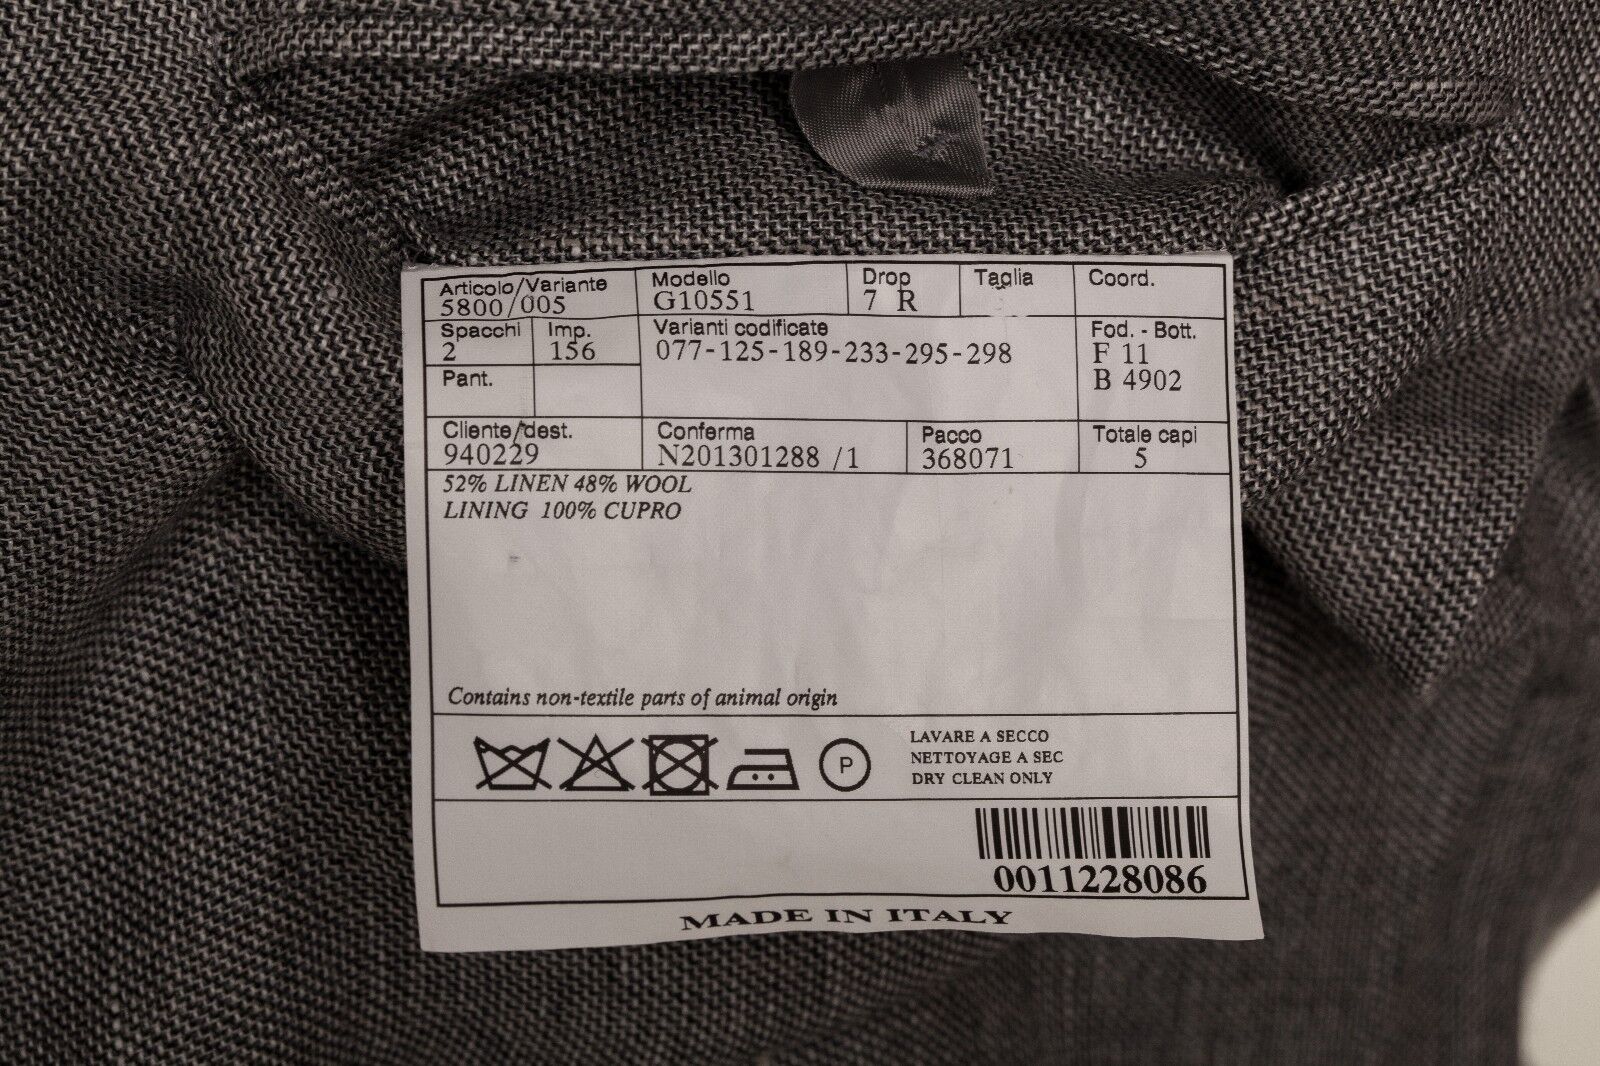 Articolo/Variante Modello Drop Taglia Coord.
5800/005 G10551 7 R
Spacchi Imp. Varianti codificate Fod. - Bott.
2 156 077-125-189-233-295-298 F 11
Pant. B 4902
Cliente/dest. Conferma Pacco Totale capi
940229 N201301288 /1 368071 5
52% LINEN 48% WOOL
LINING 100% CUPRO
Contains non-textile parts of animal origin
P
LAVARE A SECCO
NETTOYAGE A SEC
DRY CLEAN ONLY
0011228086
MADE IN ITALY